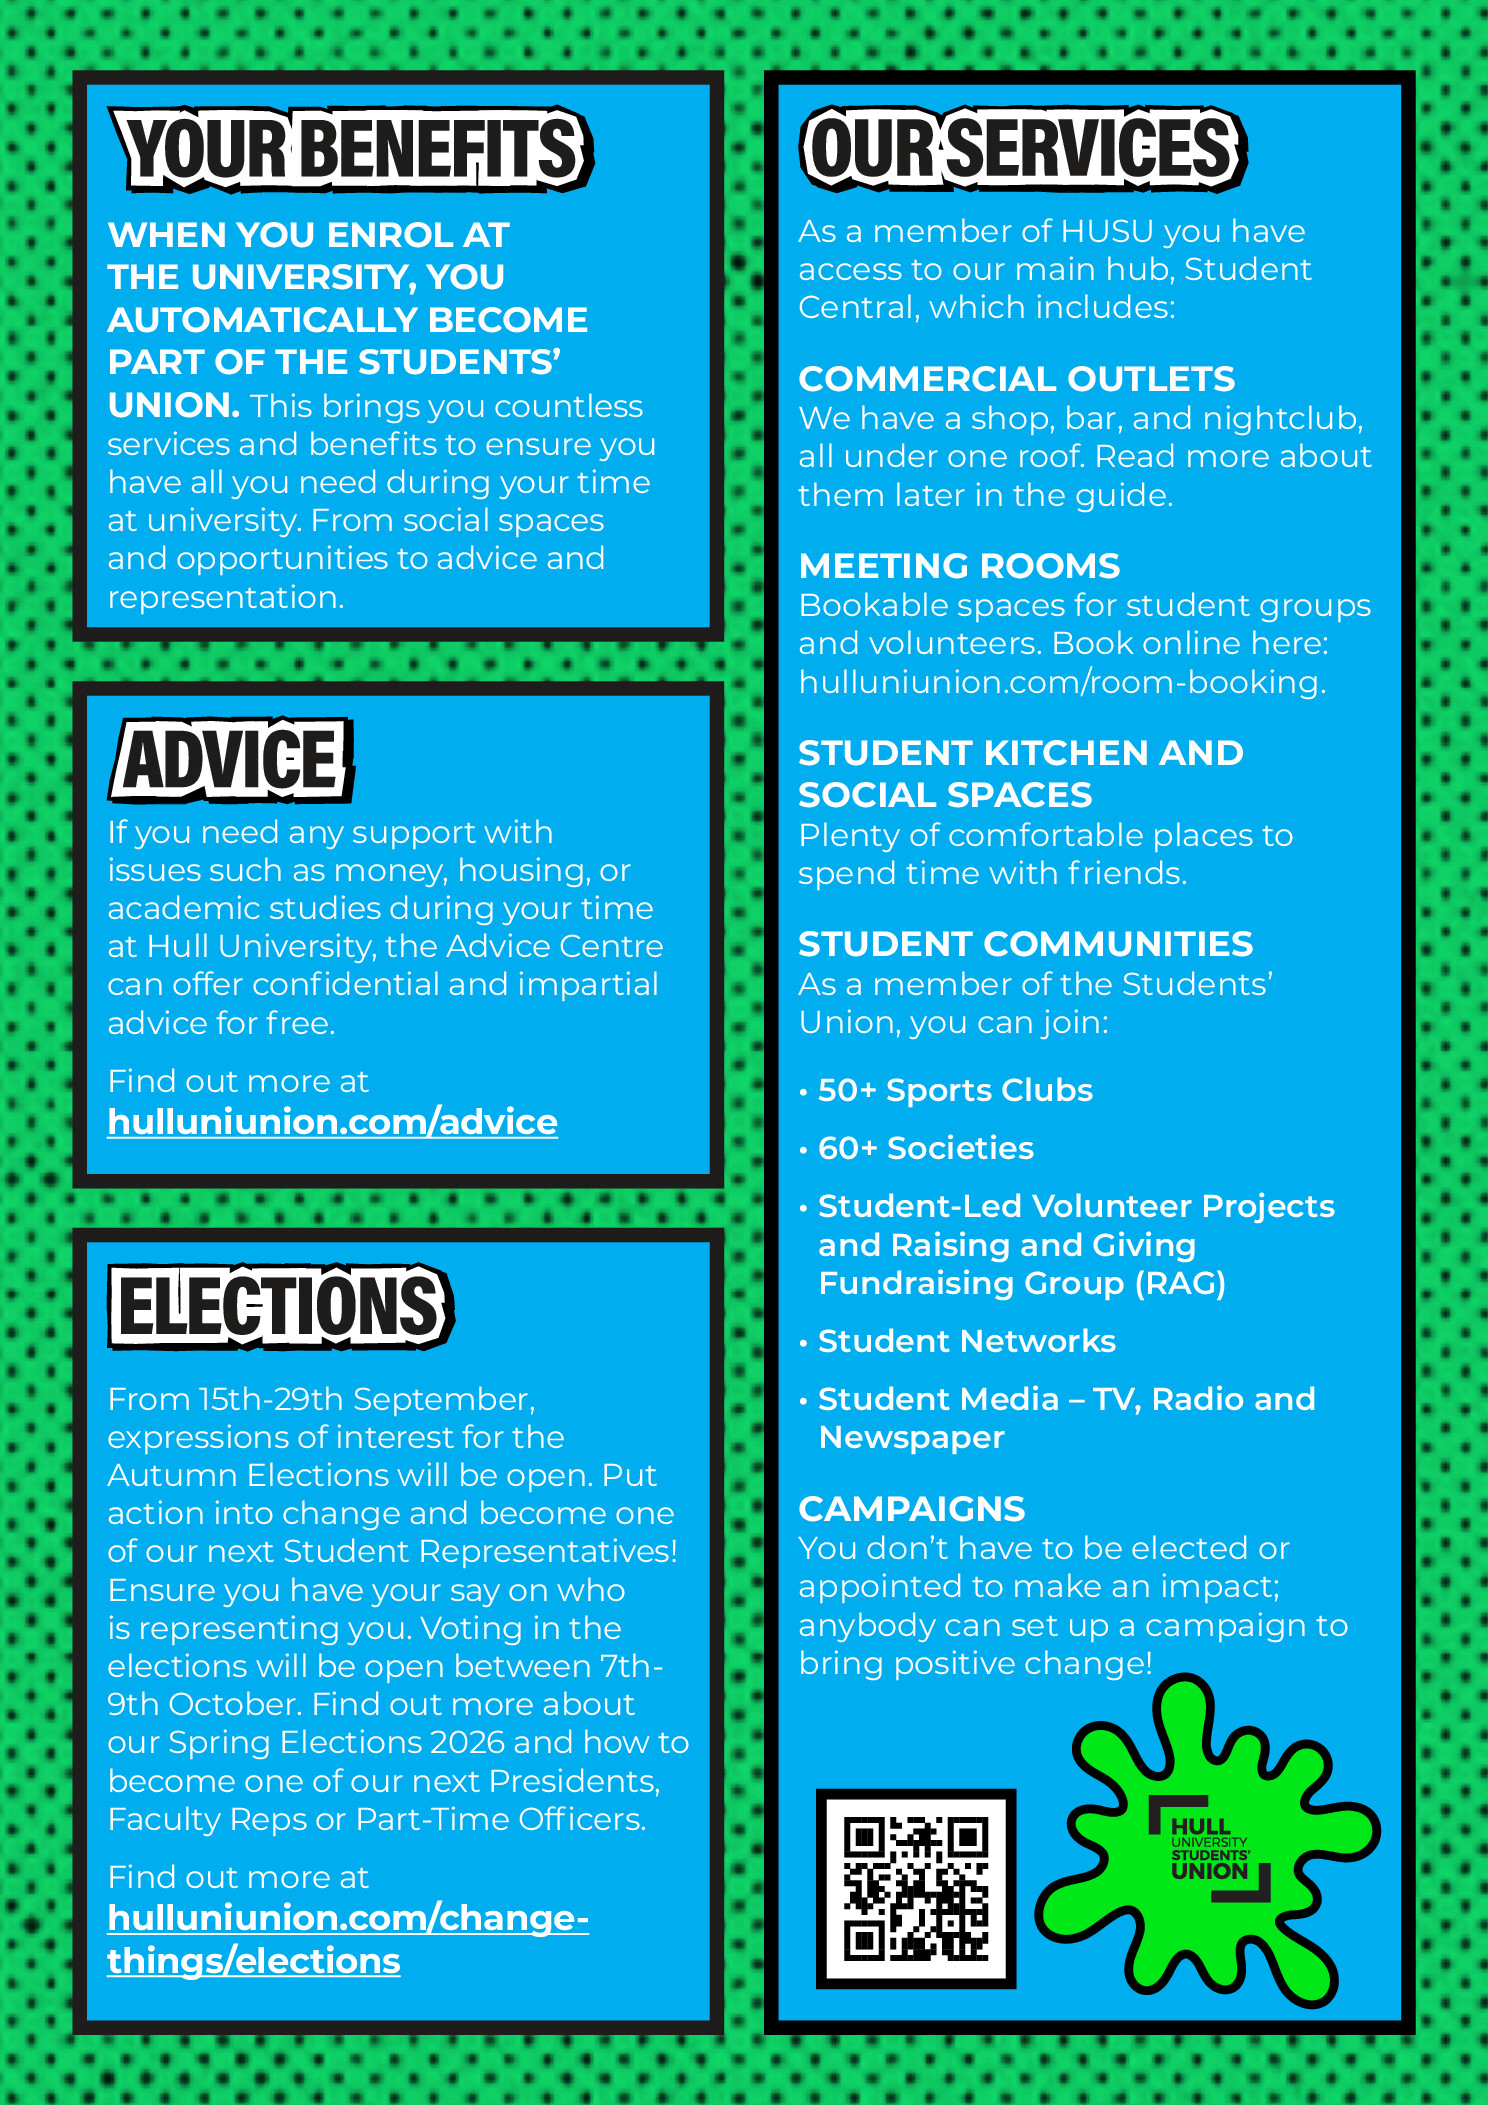 YOUR BENEFITS
WHEN YOU ENROL AT
THE UNIVERSITY, YOU
AUTOMATICALLY BECOME
PART OF THE STUDENTS’
UNION. This brings you countless
services and benefits to ensure you
have all you need during your time
at university. From social spaces
and opportunities to advice and
representation.
ADVICE
If you need any support with
issues such as money, housing, or
academic studies during your time
at Hull University, the Advice Centre
can offer confidential and impartial
advice for free.
Find out more at
hulluniunion.com/advice
ELECTIONS
From 15th-29th September,
expressions of interest for the
Autumn Elections will be open. Put
action into change and become one
of our next Student Representatives!
Ensure you have your say on who
is representing you. Voting in the
elections will be open between 7th-
9th October. Find out more about
our Spring Elections 2026 and how to
become one of our next Presidents,
Faculty Reps or Part-Time Officers.
Find out more at
hulluniunion.com/change-
things/elections
OUR SERVICES
As a member of HUSU you have
access to our main hub, Student
Central, which includes:
COMMERCIAL OUTLETS
We have a shop, bar, and nightclub,
all under one roof. Read more about
them later in the guide.
MEETING ROOMS
Bookable spaces for student groups
and volunteers. Book online here:
hulluniunion.com/room-booking.
STUDENT KITCHEN AND
SOCIAL SPACES
Plenty of comfortable places to
spend time with friends.
STUDENT COMMUNITIES
As a member of the Students’
Union, you can join:
• 50+ Sports Clubs
• 60+ Societies
• Student-Led Volunteer Projects
and Raising and Giving
Fundraising Group (RAG)
• Student Networks
• Student Media – TV, Radio and
Newspaper
CAMPAIGNS
You don’t have to be elected or
appointed to make an impact;
anybody can set up a campaign to
bring positive change!
HULL
UNIVERSITY
STUDENTS’
UNION